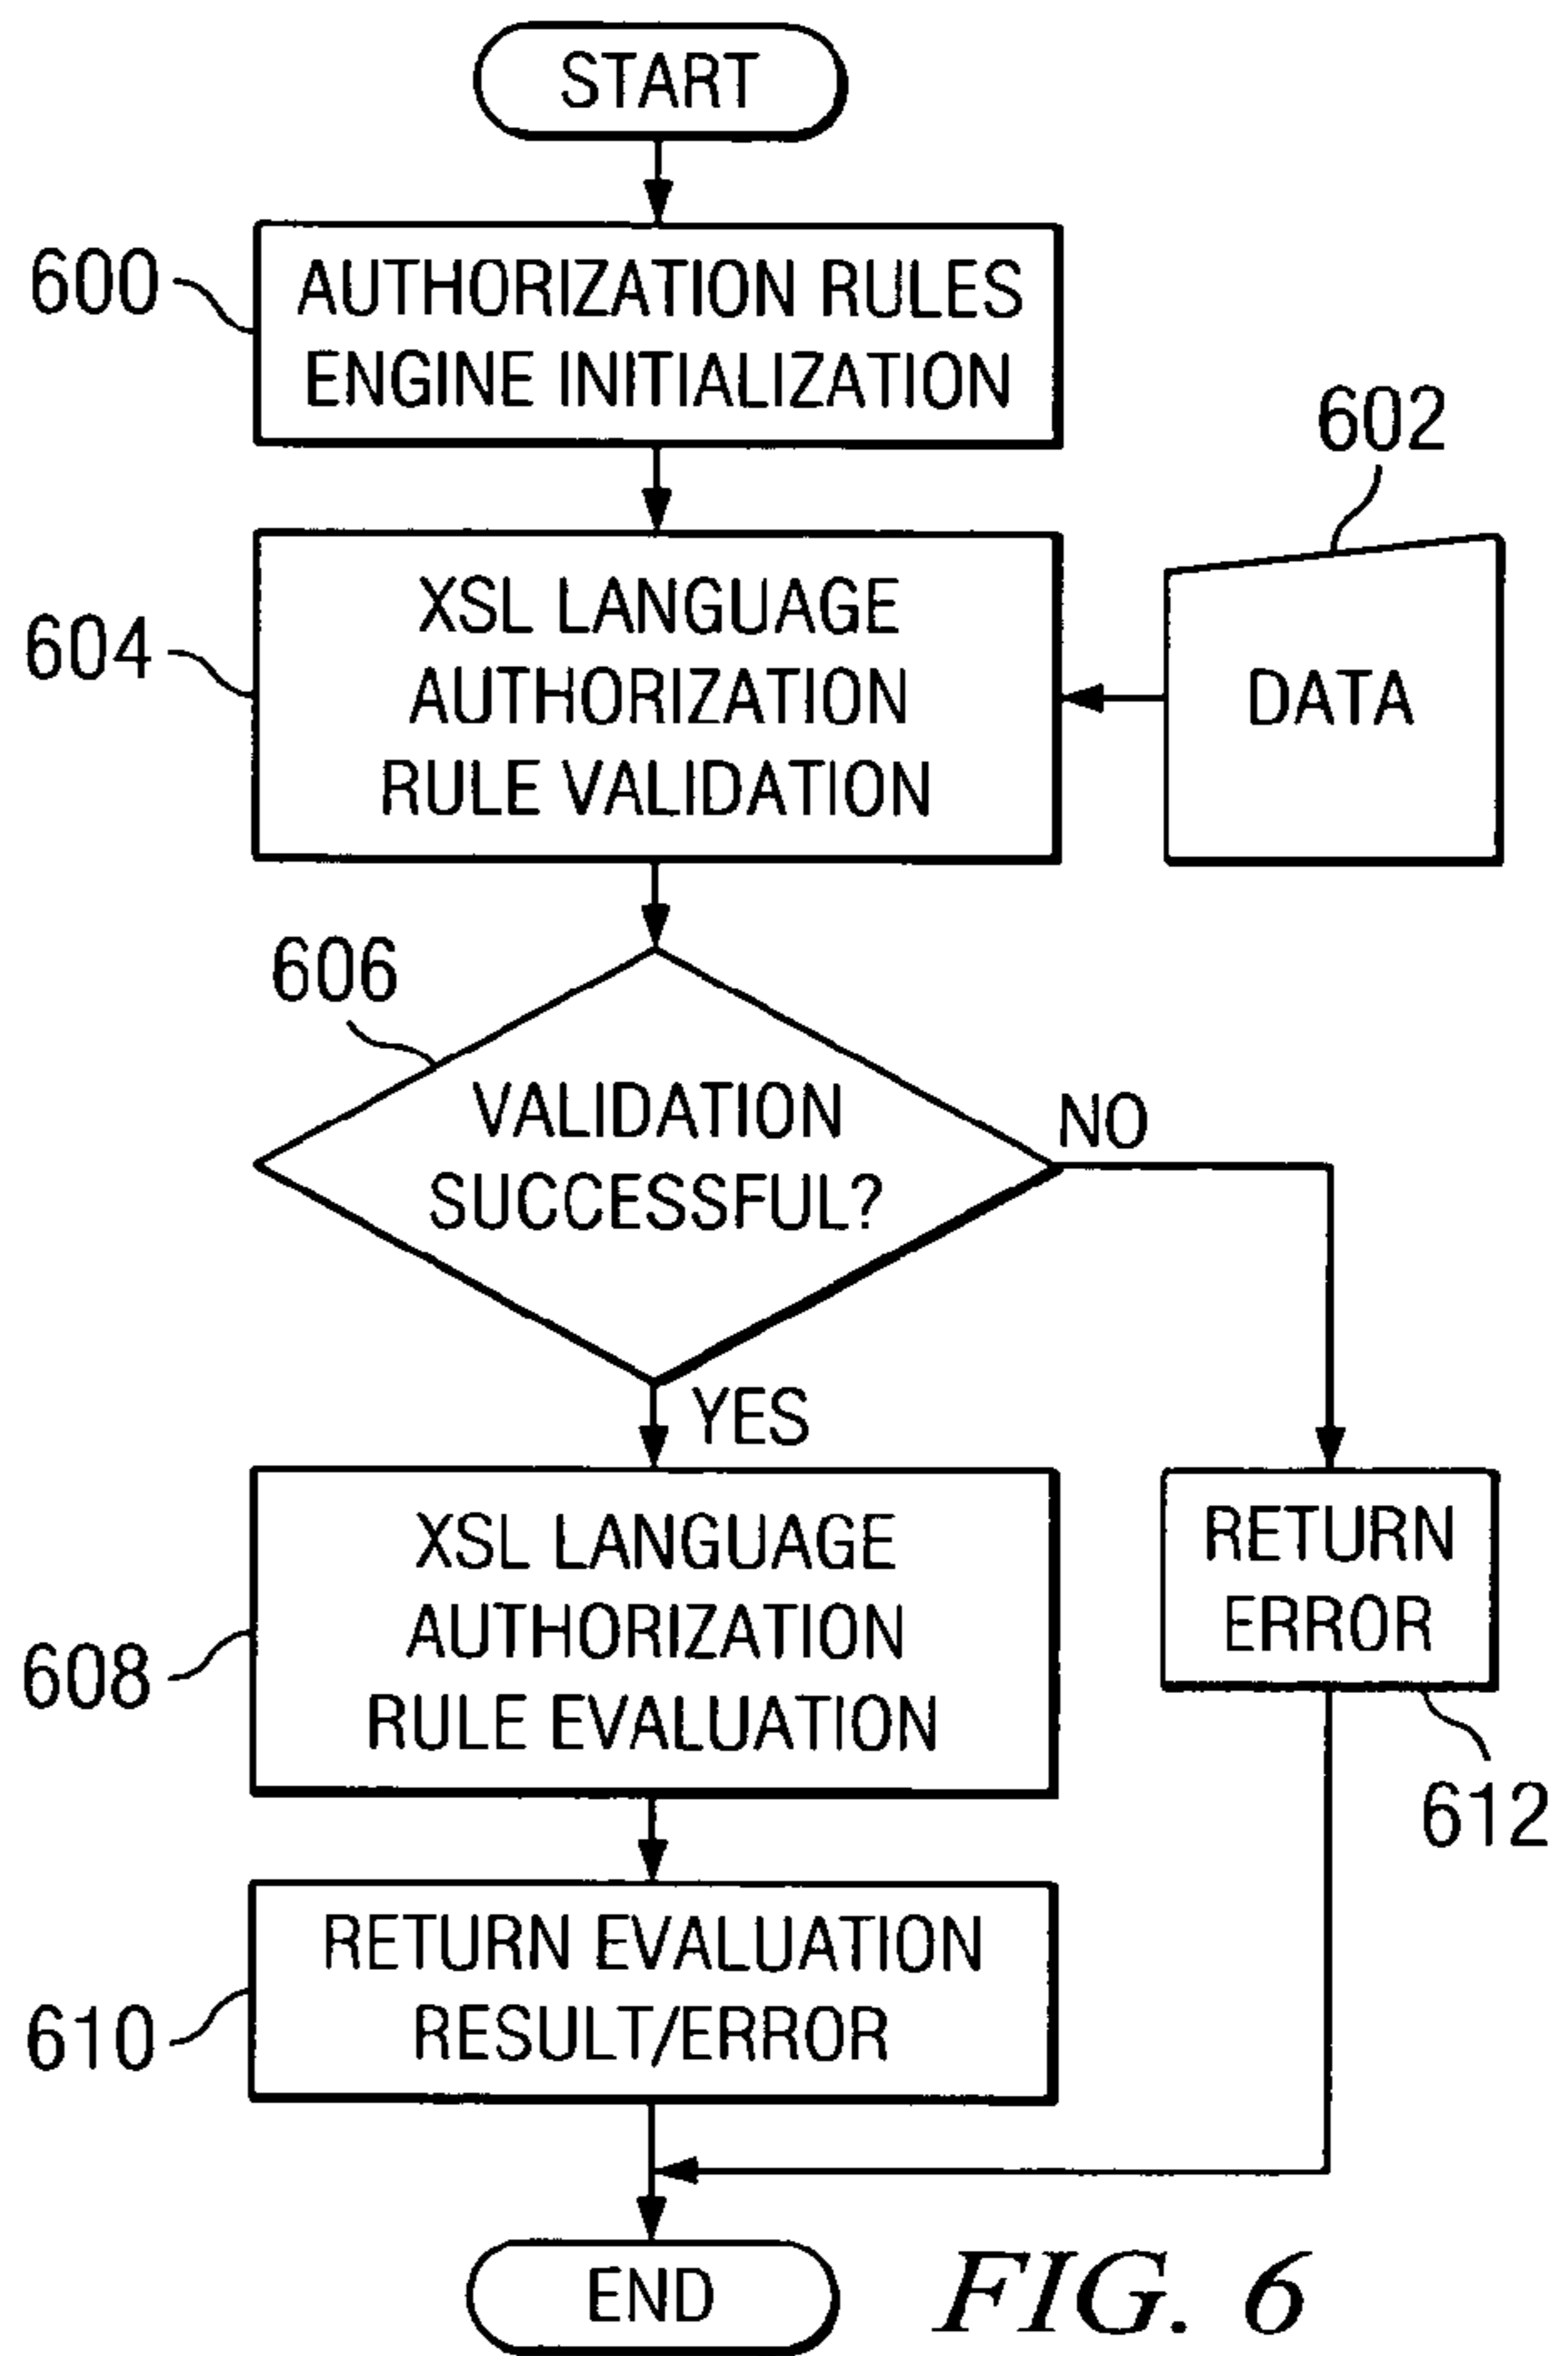 START
600
AUTHORIZATION RULES
ENGINE INITIALIZATION
602
604
XSL LANGUAGE
AUTHORIZATION
RULE VALIDATION
DATA
606
VALIDATION
SUCCESSFUL?
NO
YES
608
XSL LANGUAGE
AUTHORIZATION
RULE EVALUATION
RETURN
ERROR
612
610
RETURN EVALUATION
RESULT/ERROR
END
FIG. 6